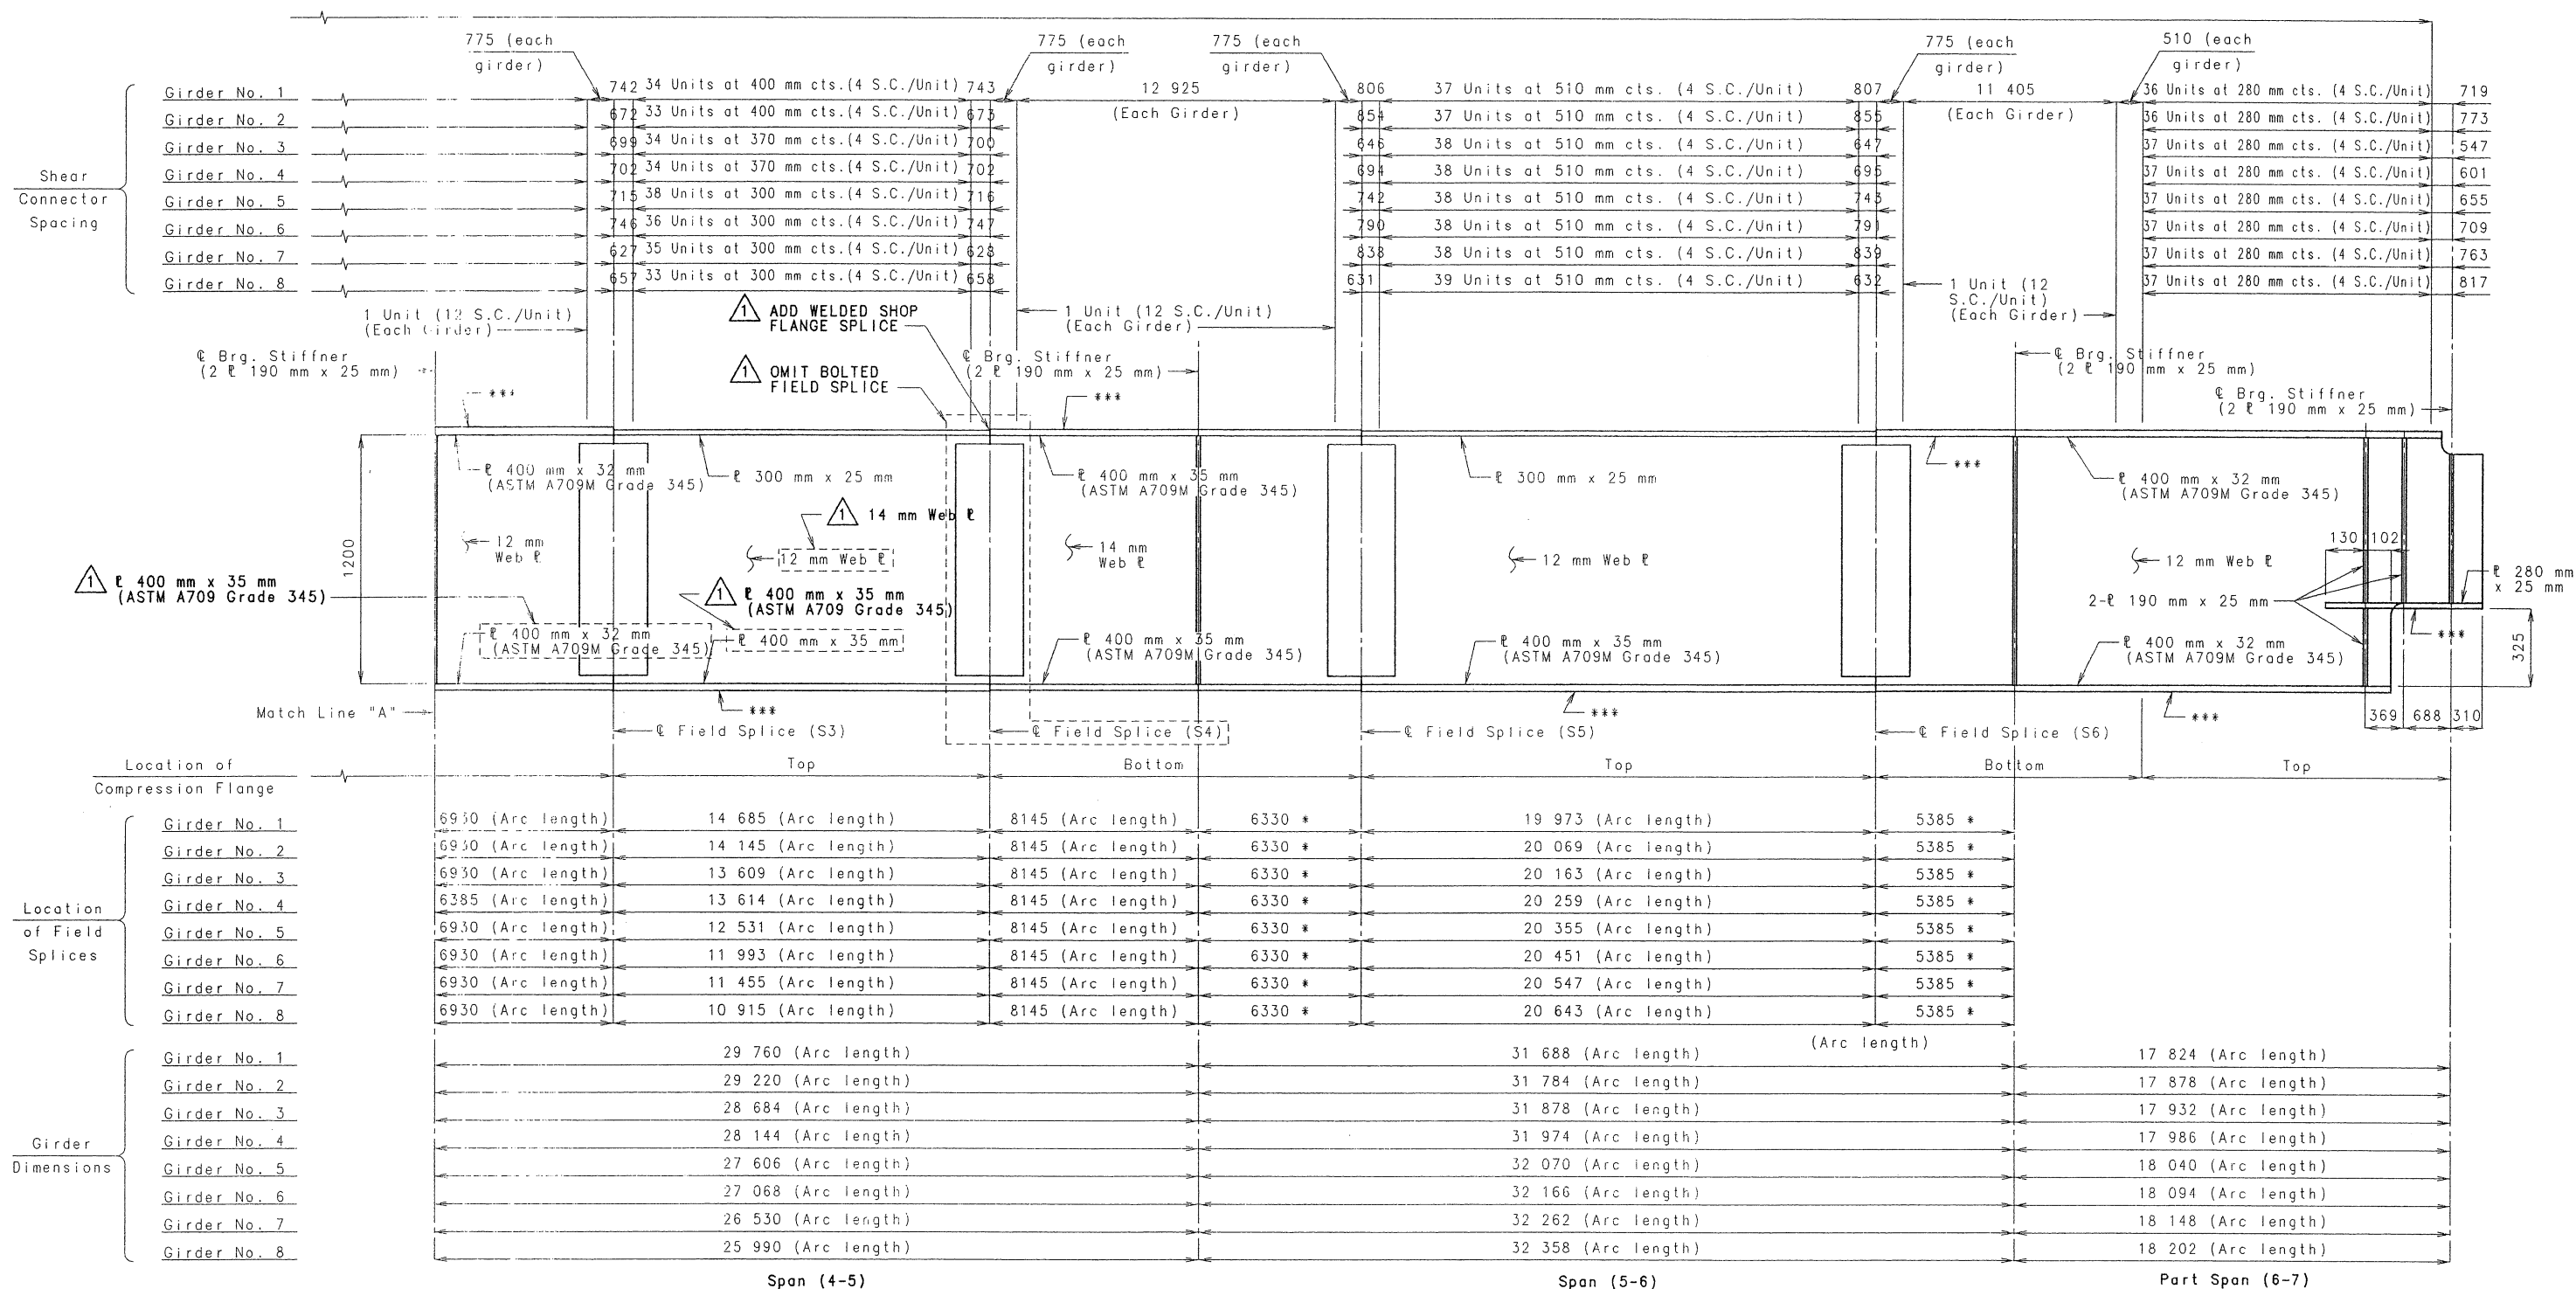 775 (each girder)
775 (each girder)
775 (each girder)
775 (each girder)
510 (each girder)
Shear Connector Spacing
Girder No. 1 742 34 Units at 400 mm cts.(4 S.C./Unit) 743 12 925 806 37 Units at 510 mm cts. (4 S.C./Unit) 807 11 405 36 Units at 280 mm cts. (4 S.C./Unit) 719
(Each Girder) (Each Girder)
Girder No. 2 672 33 Units at 400 mm cts.(4 S.C./Unit) 673 854 37 Units at 510 mm cts. (4 S.C./Unit) 855 36 Units at 280 mm cts. (4 S.C./Unit) 773
Girder No. 3 699 34 Units at 370 mm cts.(4 S.C./Unit) 700 646 38 Units at 510 mm cts. (4 S.C./Unit) 647 37 Units at 280 mm cts. (4 S.C./Unit) 547
Girder No. 4 702 34 Units at 370 mm cts.(4 S.C./Unit) 702 694 38 Units at 510 mm cts. (4 S.C./Unit) 695 37 Units at 280 mm cts. (4 S.C./Unit) 601
Girder No. 5 715 38 Units at 300 mm cts.(4 S.C./Unit) 716 742 38 Units at 510 mm cts. (4 S.C./Unit) 743 37 Units at 280 mm cts. (4 S.C./Unit) 655
Girder No. 6 746 36 Units at 300 mm cts.(4 S.C./Unit) 747 790 38 Units at 510 mm cts. (4 S.C./Unit) 791 37 Units at 280 mm cts. (4 S.C./Unit) 709
Girder No. 7 627 35 Units at 300 mm cts.(4 S.C./Unit) 628 838 38 Units at 510 mm cts. (4 S.C./Unit) 839 37 Units at 280 mm cts. (4 S.C./Unit) 763
Girder No. 8 657 33 Units at 300 mm cts.(4 S.C./Unit) 658 631 39 Units at 510 mm cts. (4 S.C./Unit) 632 37 Units at 280 mm cts. (4 S.C./Unit) 817
1 Unit (12 S.C./Unit)
(Each Girder)
1 ADD WELDED SHOP
FLANGE SPLICE
1 Unit (12 S.C./Unit)
(Each Girder)
1 Unit (12
S.C./Unit)
(Each Girder)
℄ Brg. Stiffner
(2 ℄ 190 mm x 25 mm)
1 OMIT BOLTED
FIELD SPLICE
℄ Brg. Stiffner
(2 ℄ 190 mm x 25 mm)
℄ Brg. Stiffner
(2 ℄ 190 mm x 25 mm)
℄ Brg. Stiffner
(2 ℄ 190 mm x 25 mm)
***
***
***
℄ 400 mm x 32 mm
(ASTM A709M Grade 345)
℄ 300 mm x 25 mm
℄ 400 mm x 35 mm
(ASTM A709M Grade 345)
℄ 300 mm x 25 mm
℄ 400 mm x 32 mm
(ASTM A709M Grade 345)
1200
12 mm
Web ℄
1 14 mm Web ℄
12 mm Web ℄
14 mm
Web ℄
12 mm Web ℄
12 mm Web ℄
130 102
2-℄ 190 mm x 25 mm
℄ 280 mm
x 25 mm
325
***
1 ℄ 400 mm x 35 mm
(ASTM A709 Grade 345)
℄ 400 mm x 32 mm
(ASTM A709M Grade 345)
1 ℄ 400 mm x 35 mm
(ASTM A709 Grade 345)
℄ 400 mm x 35 mm
℄ 400 mm x 35 mm
(ASTM A709M Grade 345)
℄ 400 mm x 35 mm
(ASTM A709M Grade 345)
℄ 400 mm x 32 mm
(ASTM A709M Grade 345)
Match Line "A"
***
***
***
369 688 310
℄ Field Splice (S3)
℄ Field Splice (S4)
℄ Field Splice (S5)
℄ Field Splice (S6)
Location of
Compression Flange
Top Bottom Top Bottom Top
Location of Field Splices
Girder No. 1 6930 (Arc length) 14 685 (Arc length) 8145 (Arc length) 6330 * 19 973 (Arc length) 5385 *
Girder No. 2 6930 (Arc length) 14 145 (Arc length) 8145 (Arc length) 6330 * 20 069 (Arc length) 5385 *
Girder No. 3 6930 (Arc length) 13 609 (Arc length) 8145 (Arc length) 6330 * 20 163 (Arc length) 5385 *
Girder No. 4 6385 (Arc length) 13 614 (Arc length) 8145 (Arc length) 6330 * 20 259 (Arc length) 5385 *
Girder No. 5 6930 (Arc length) 12 531 (Arc length) 8145 (Arc length) 6330 * 20 355 (Arc length) 5385 *
Girder No. 6 6930 (Arc length) 11 993 (Arc length) 8145 (Arc length) 6330 * 20 451 (Arc length) 5385 *
Girder No. 7 6930 (Arc length) 11 455 (Arc length) 8145 (Arc length) 6330 * 20 547 (Arc length) 5385 *
Girder No. 8 6930 (Arc length) 10 915 (Arc length) 8145 (Arc length) 6330 * 20 643 (Arc length) 5385 *
(Arc length)
Girder Dimensions
Girder No. 1 29 760 (Arc length) 31 688 (Arc length) 17 824 (Arc length)
Girder No. 2 29 220 (Arc length) 31 784 (Arc length) 17 878 (Arc length)
Girder No. 3 28 684 (Arc length) 31 878 (Arc length) 17 932 (Arc length)
Girder No. 4 28 144 (Arc length) 31 974 (Arc length) 17 986 (Arc length)
Girder No. 5 27 606 (Arc length) 32 070 (Arc length) 18 040 (Arc length)
Girder No. 6 27 068 (Arc length) 32 166 (Arc length) 18 094 (Arc length)
Girder No. 7 26 530 (Arc length) 32 262 (Arc length) 18 148 (Arc length)
Girder No. 8 25 990 (Arc length) 32 358 (Arc length) 18 202 (Arc length)
Span (4-5) Span (5-6) Part Span (6-7)